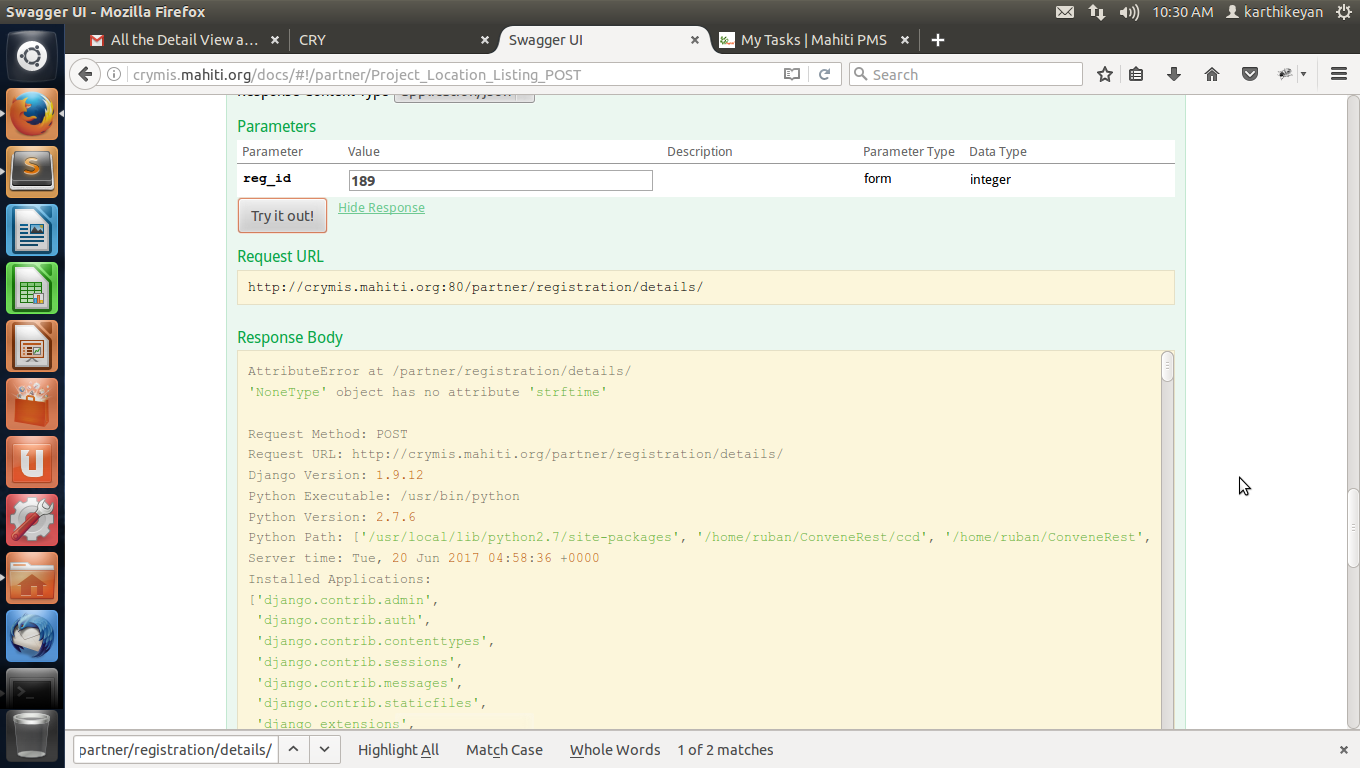 Swagger UI - Mozilla Firefox
10:30 AM karthikeyan
All the Detail View a...
CRY
Swagger UI
My Tasks | Mahiti PMS
crymis.mahiti.org/docs/#!/partner/Project_Location_Listing_POST
Search
Response Content Type application/json
Parameters
Parameter Value Description Parameter Type Data Type
reg_id 189 form integer
Try it out! Hide Response
Request URL
http://crymis.mahiti.org:80/partner/registration/details/
Response Body
AttributeError at /partner/registration/details/
'NoneType' object has no attribute 'strftime'
Request Method: POST
Request URL: http://crymis.mahiti.org/partner/registration/details/
Django Version: 1.9.12
Python Executable: /usr/bin/python
Python Version: 2.7.6
Python Path: ['/usr/local/lib/python2.7/site-packages', '/home/ruban/ConveneRest/ccd', '/home/ruban/ConveneRest',
Server time: Tue, 20 Jun 2017 04:58:36 +0000
Installed Applications:
['django.contrib.admin',
'django.contrib.auth',
'django.contrib.contenttypes',
'django.contrib.sessions',
'django.contrib.messages',
'django.contrib.staticfiles',
'django_extensions',
partner/registration/details/ Highlight All Match Case Whole Words 1 of 2 matches